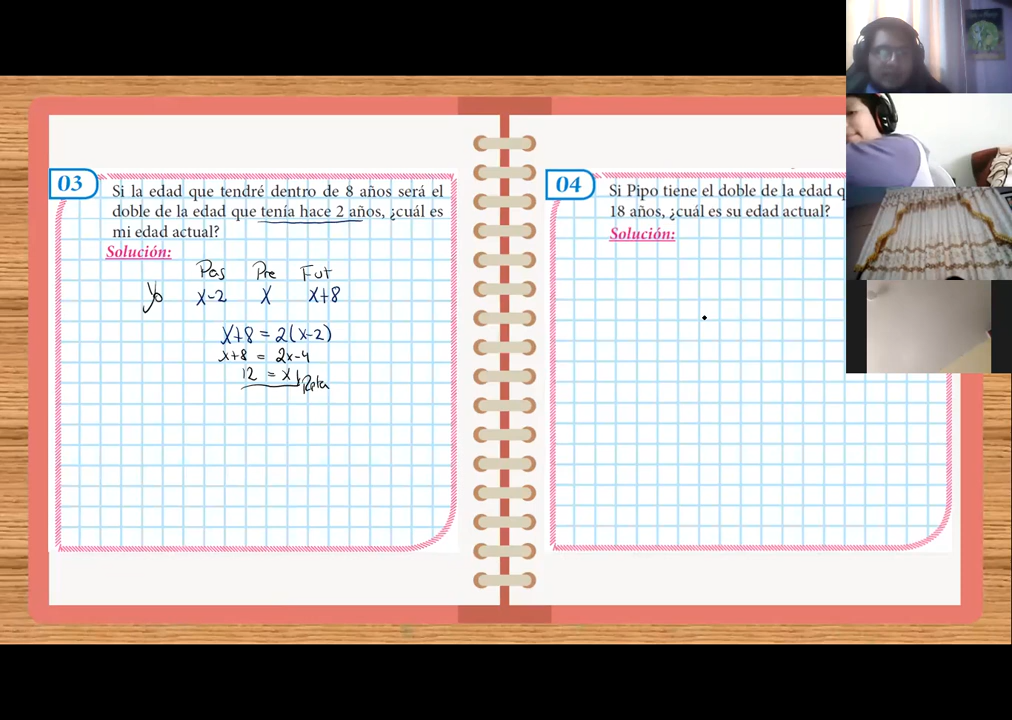 03
Si la edad que tendré dentro de 8 años será el
doble de la edad que tenía hace 2 años, ¿cuál es
mi edad actual?
Solución:
Pas Pre Fut
Yo x-2 x x+8
x+8 = 2(x-2)
x+8 = 2x-4
12 = x Rpta
04
Si Pipo tiene el doble de la edad q
18 años, ¿cuál es su edad actual?
Solución: